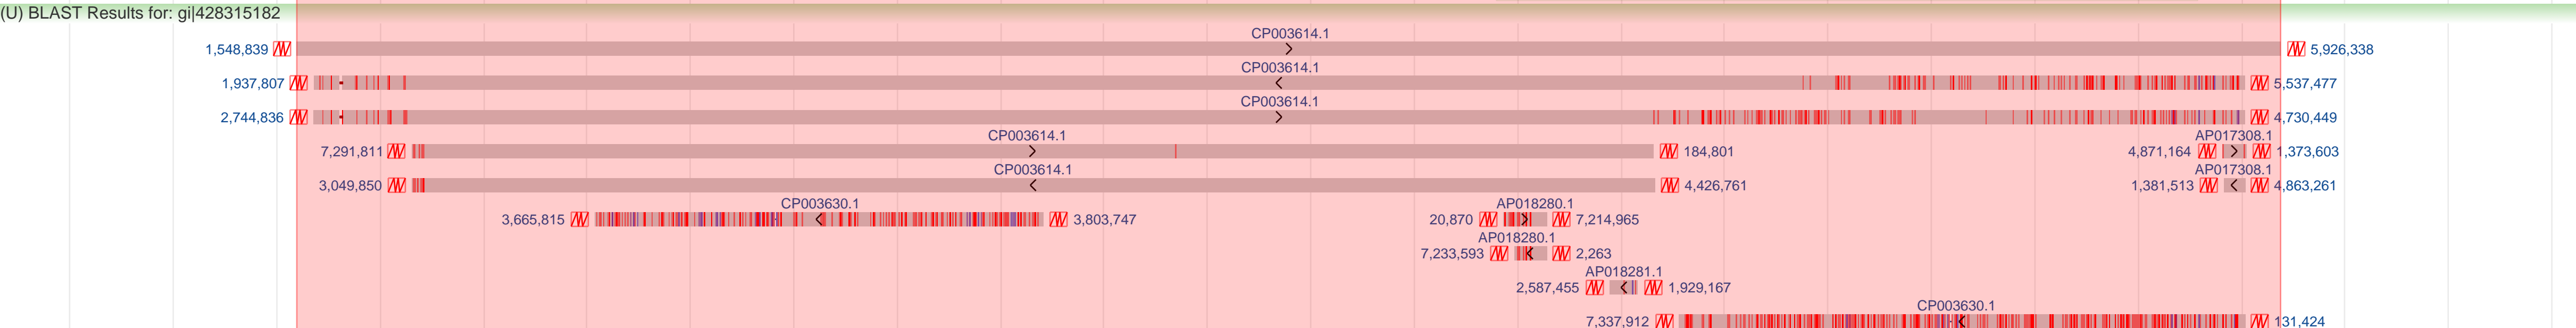 (U) BLAST Results for: gi|428315182
CP003614.1
1,548,839 5,926,338
CP003614.1
1,937,807 5,537,477
CP003614.1
2,744,836 4,730,449
CP003614.1 AP017308.1
7,291,811 184,801 4,871,164 1,373,603
CP003614.1 AP017308.1
3,049,850 4,426,761 1,381,513 4,863,261
CP003630.1 AP018280.1
3,665,815 3,803,747 20,870 7,214,965
AP018280.1
7,233,593 2,263
AP018281.1
2,587,455 1,929,167
CP003630.1
7,337,912 131,424